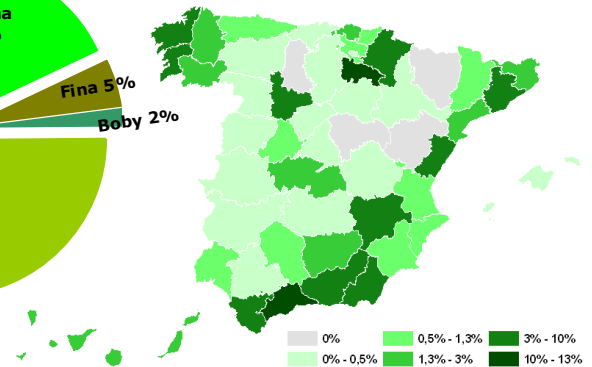 Fina 5%
Boby 2%
0%
0% - 0,5%
0,5% - 1,3%
1,3% - 3%
3% - 10%
10% - 13%